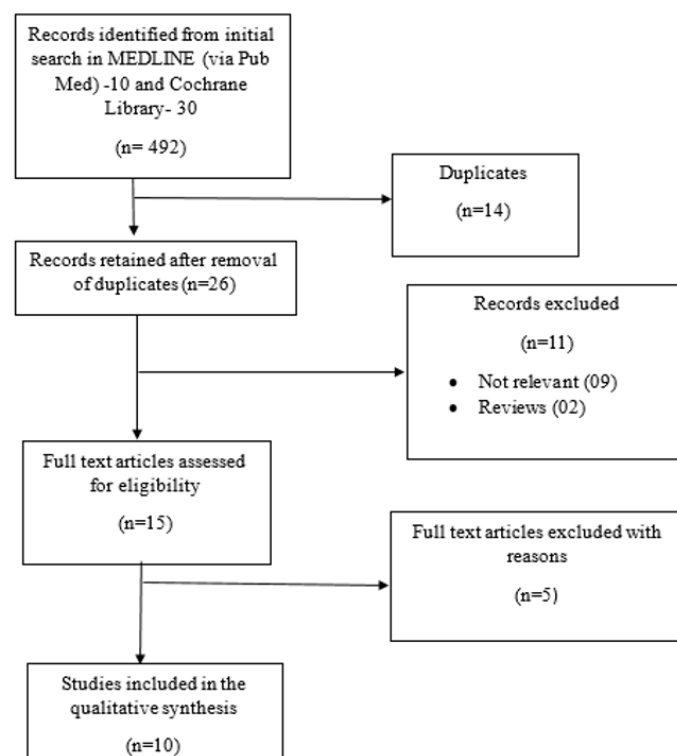 Records identified from initial
search in MEDLINE (via Pub
Med) -10 and Cochrane
Library- 30
(n= 492)
Duplicates
(n=14)
Records retained after removal
of duplicates (n=26)
Records excluded
(n=11)
• Not relevant (09)
• Reviews (02)
Full text articles assessed
for eligibility
(n=15)
Full text articles excluded with
reasons
(n=5)
Studies included in the
qualitative synthesis
(n=10)